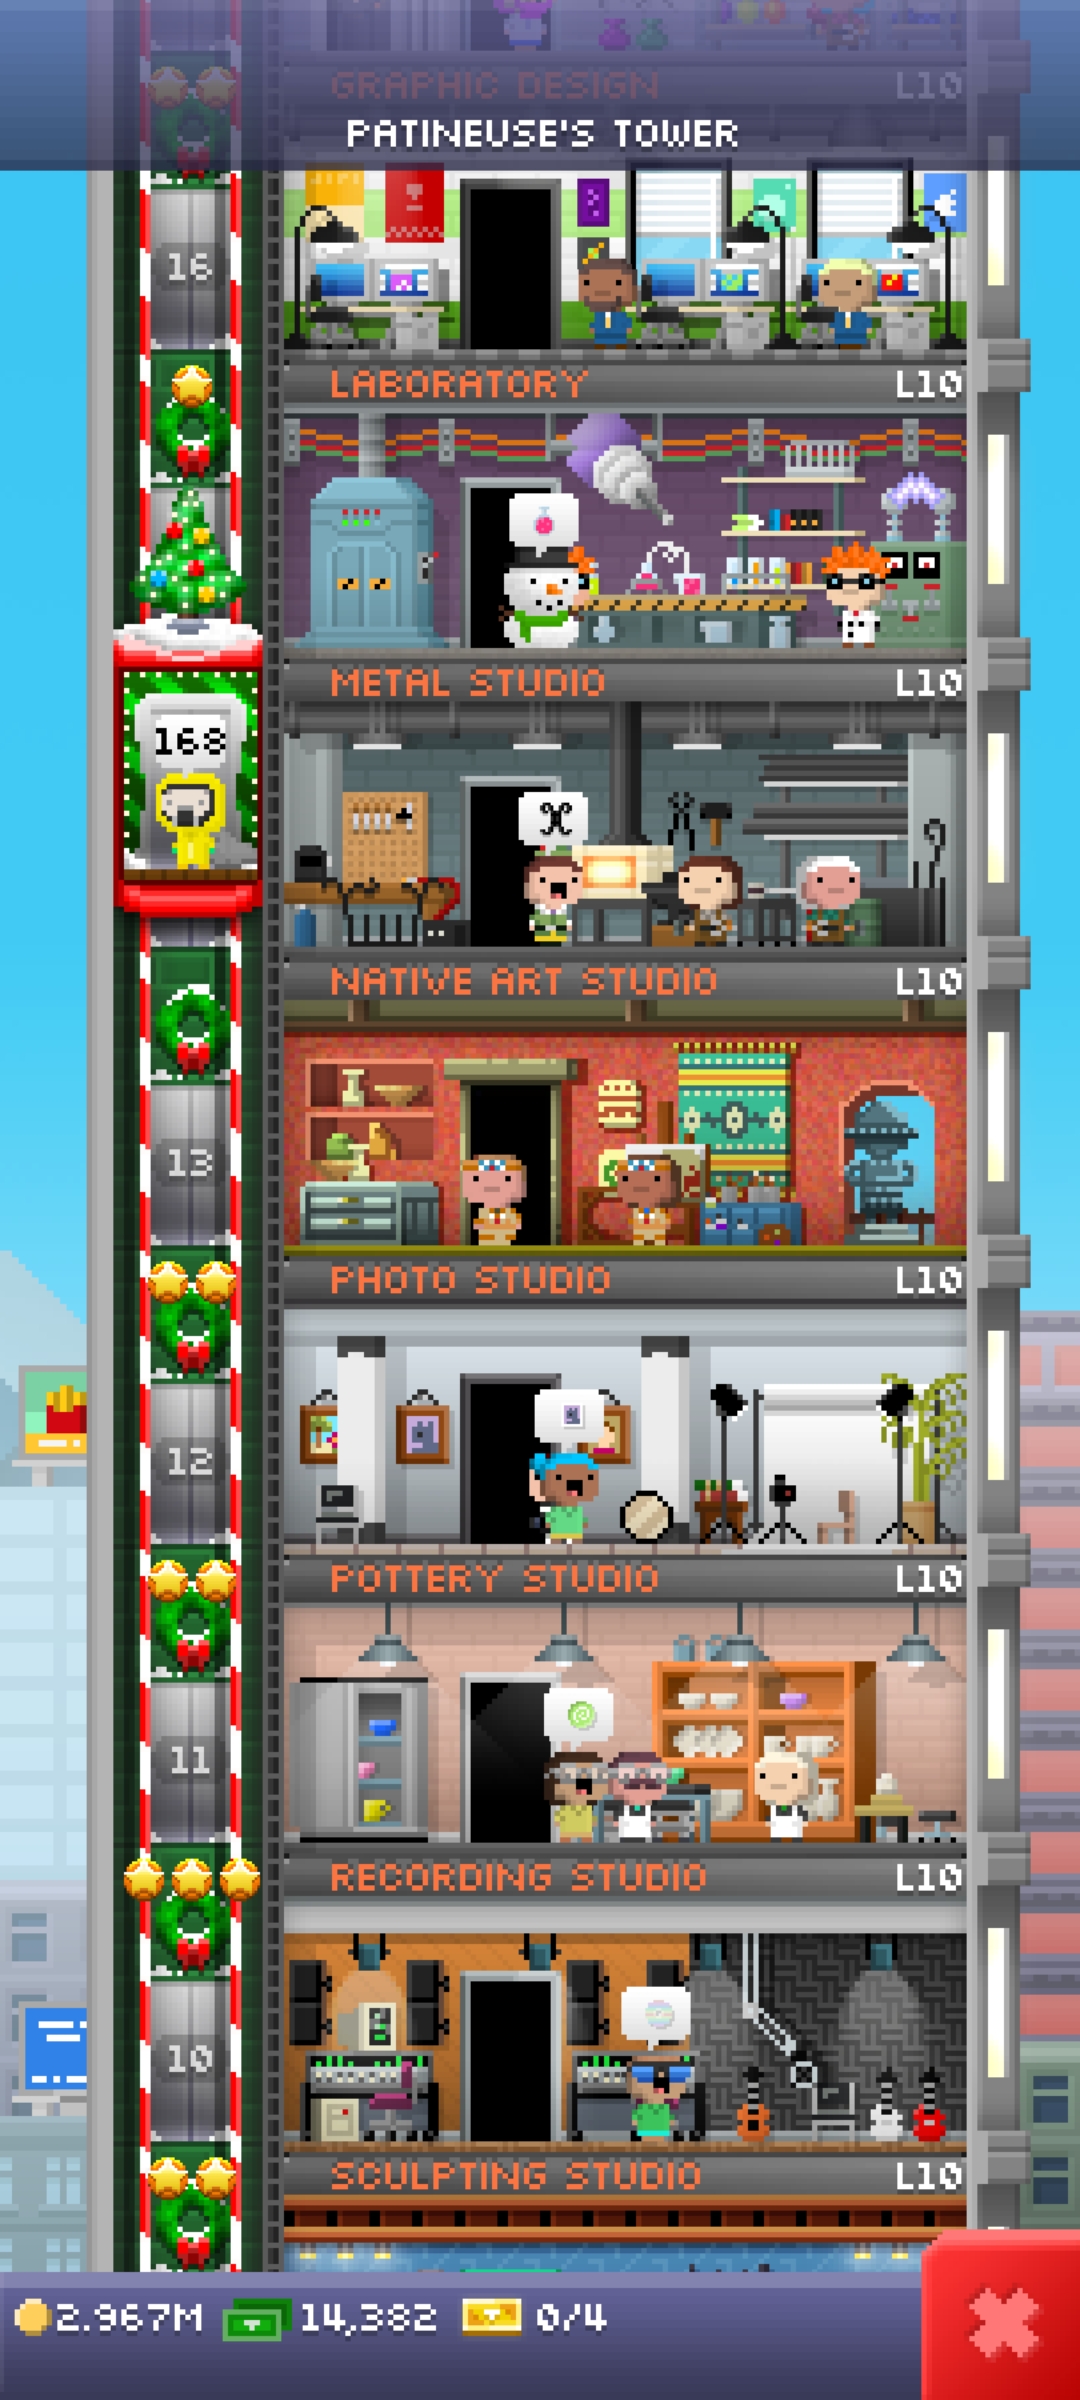 GRAPHIC DESIGN L10
PATINEUSE'S TOWER
16
LABORATORY L10
METAL STUDIO L10
168
NATIVE ART STUDIO L10
13
PHOTO STUDIO L10
12
POTTERY STUDIO L10
11
RECORDING STUDIO L10
10
SCULPTING STUDIO L10
2.967M 14,382 0/4